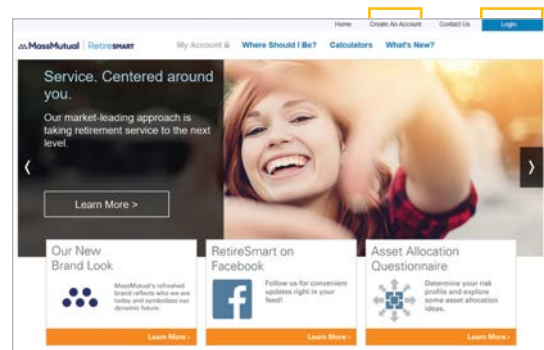 Home Create An Account Contact Us Login
MassMutual RetireSMART My Account Where Should I Be? Calculators What's New?
Service. Centered around
you.
Our market-leading approach is
taking retirement service to the next
level.
Learn More >
Our New
Brand Look
MassMutual's refreshed
brand reflects who we are
today and symbolizes our
dynamic future.
Learn More ›
RetireSmart on
Facebook
Follow us for convenient
updates right in your
feed!
Learn More ›
Asset Allocation
Questionnaire
Determine your risk
profile and explore
some asset allocation
ideas.
Learn More ›